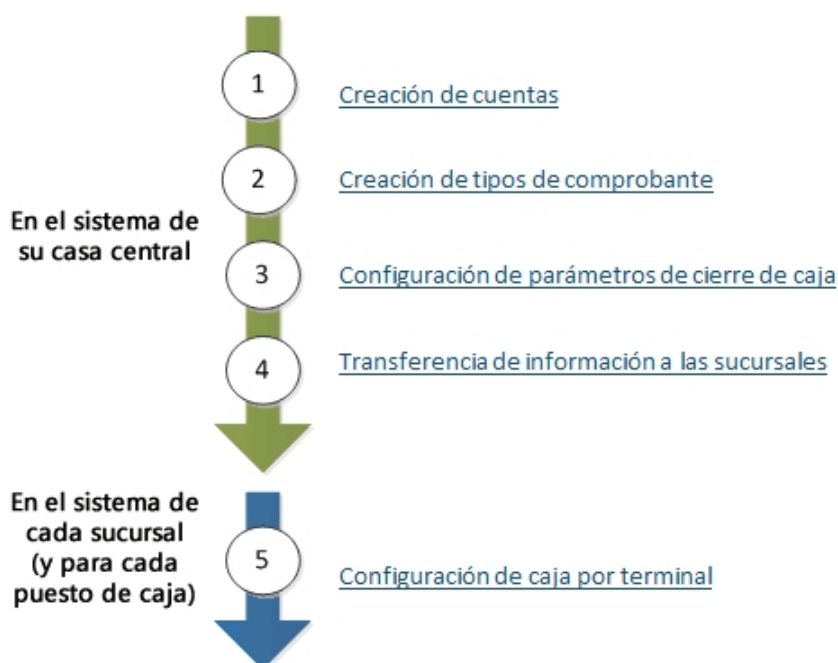 1
Creación de cuentas
2
Creación de tipos de comprobante
En el sistema de
su casa central
3
Configuración de parámetros de cierre de caja
4
Transferencia de información a las sucursales
En el sistema de
cada sucursal
(y para cada
puesto de caja)
5
Configuración de caja por terminal